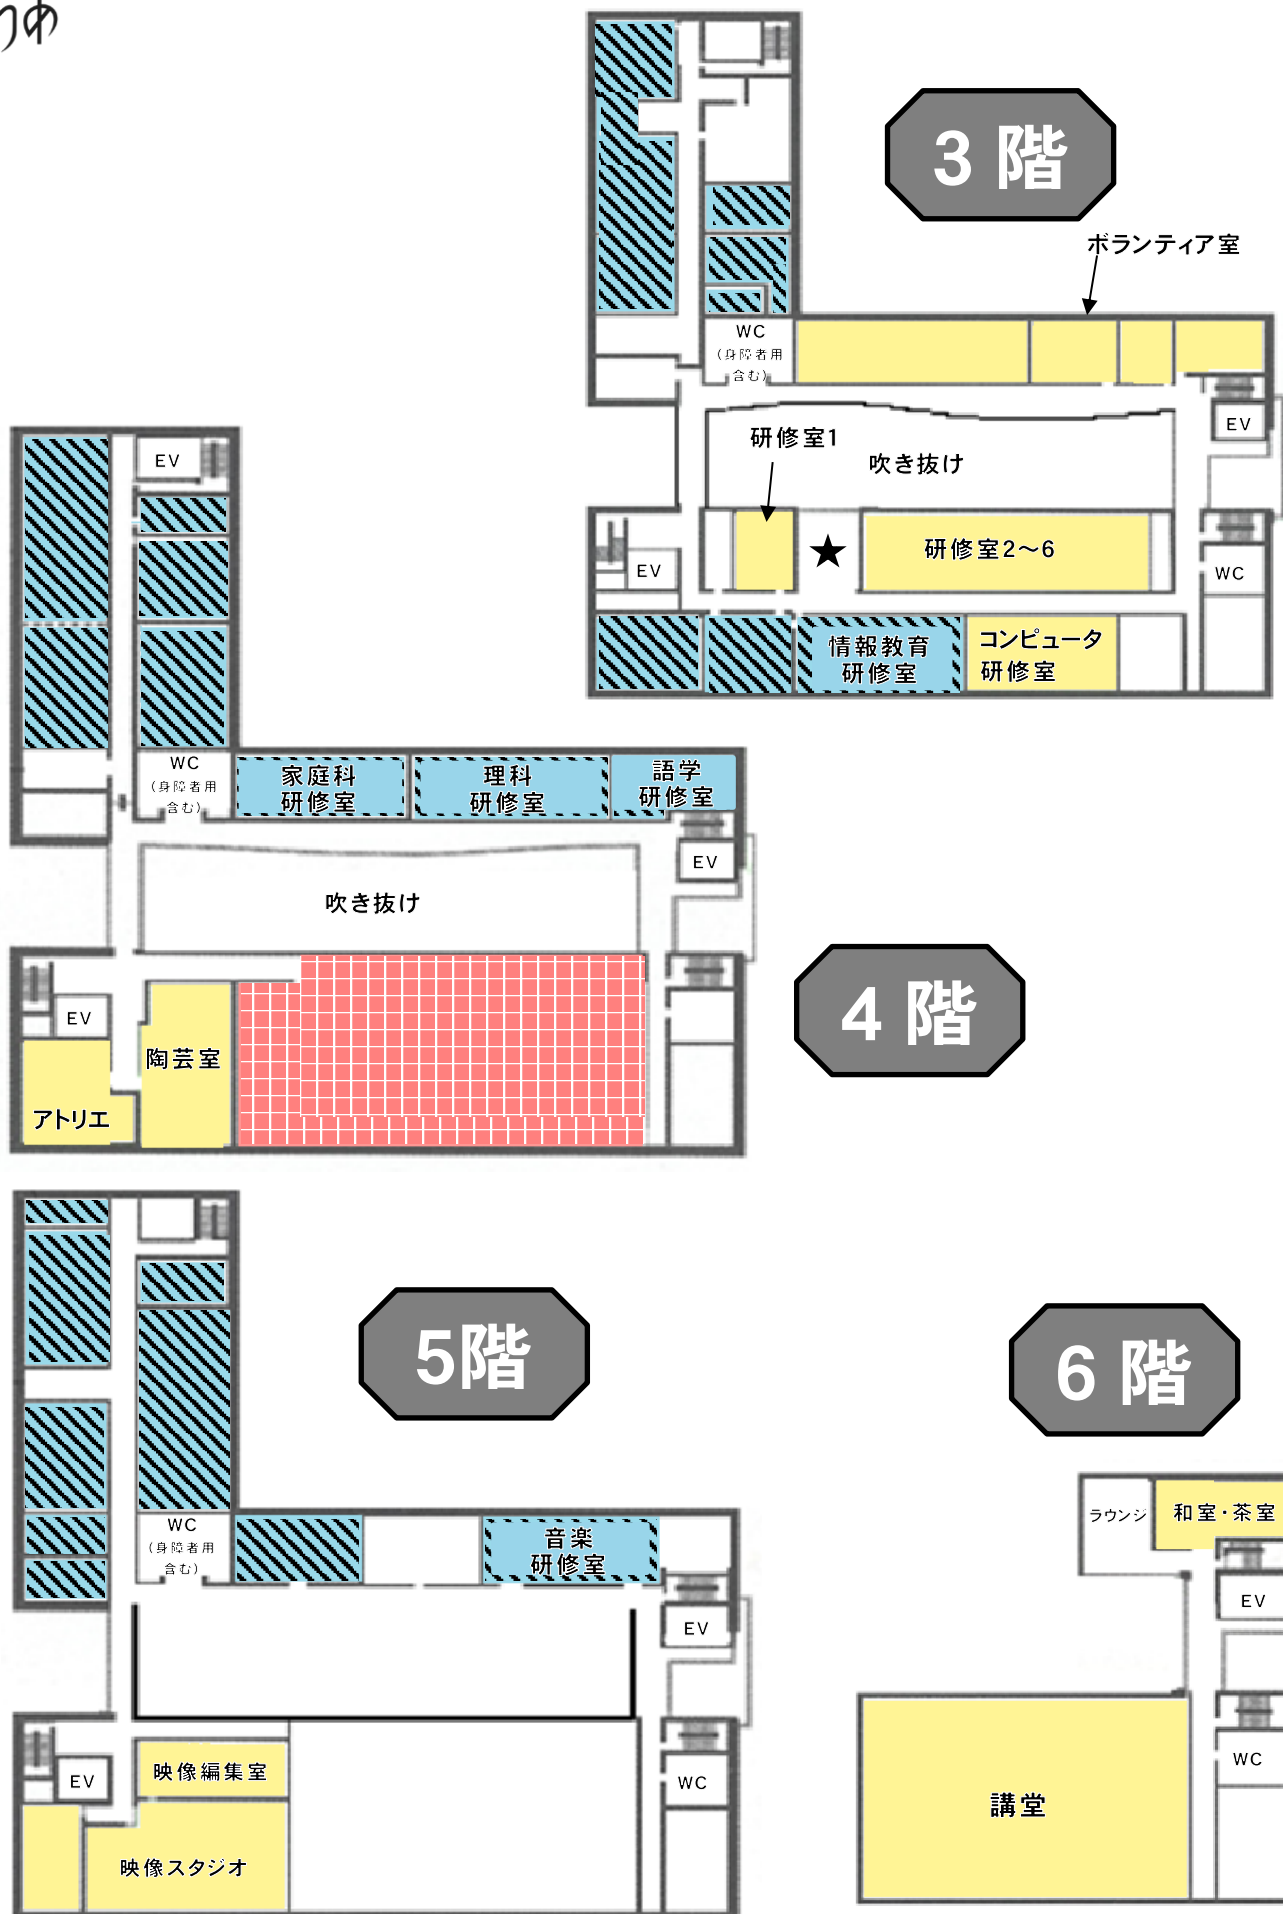 3 階
ボランティア室
WC
(身障者用
含む)
EV
研修室1
吹き抜け
★
研修室2～6
EV
WC
情報教育
研修室
コンピュータ
研修室
EV
WC
(身障者用
含む)
家庭科
研修室
理科
研修室
語学
研修室
EV
吹き抜け
4 階
EV
陶芸室
アトリエ
5階
6 階
WC
(身障者用
含む)
音楽
研修室
EV
ラウンジ
和室・茶室
EV
映像編集室
EV
WC
映像スタジオ
WC
講堂